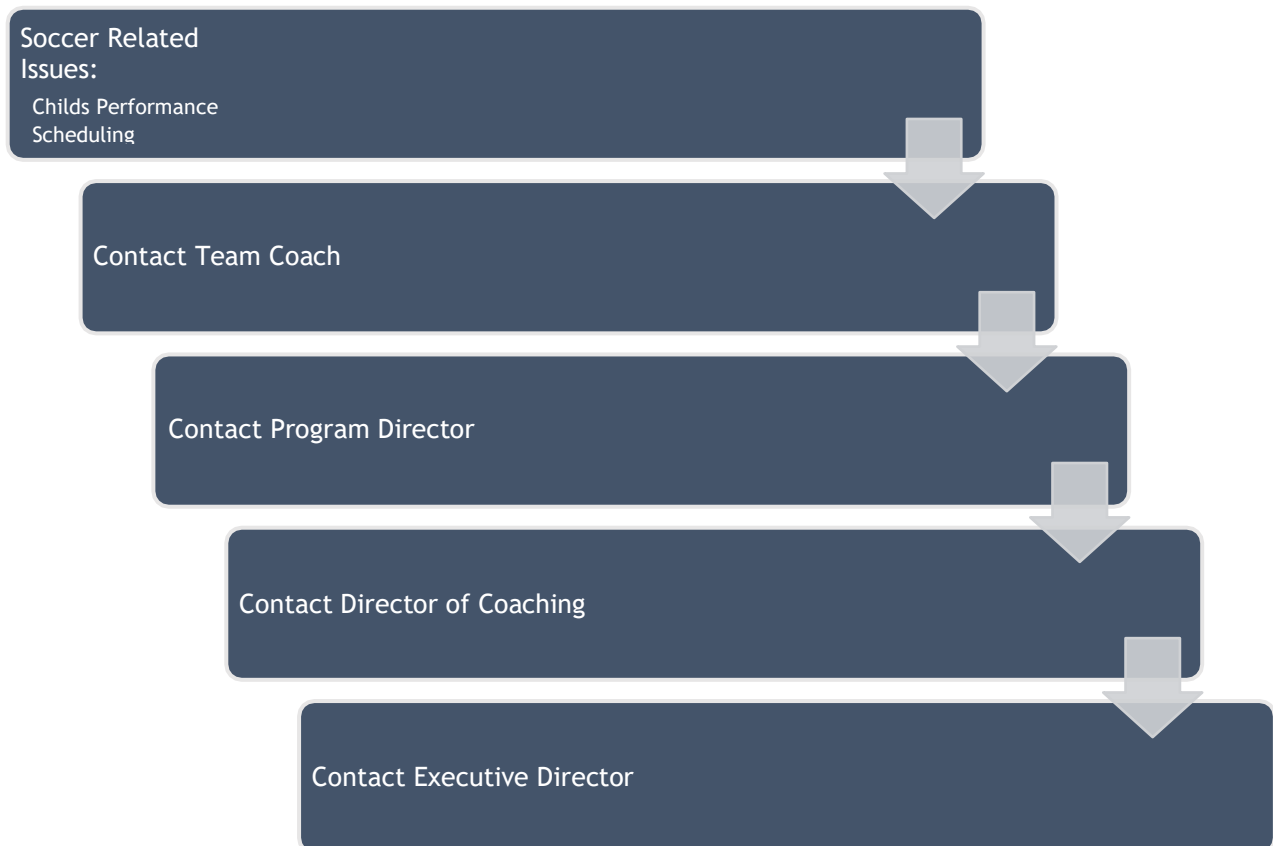 Soccer Related
Issues:
Childs Performance
Scheduling
Contact Team Coach
Contact Program Director
Contact Director of Coaching
Contact Executive Director